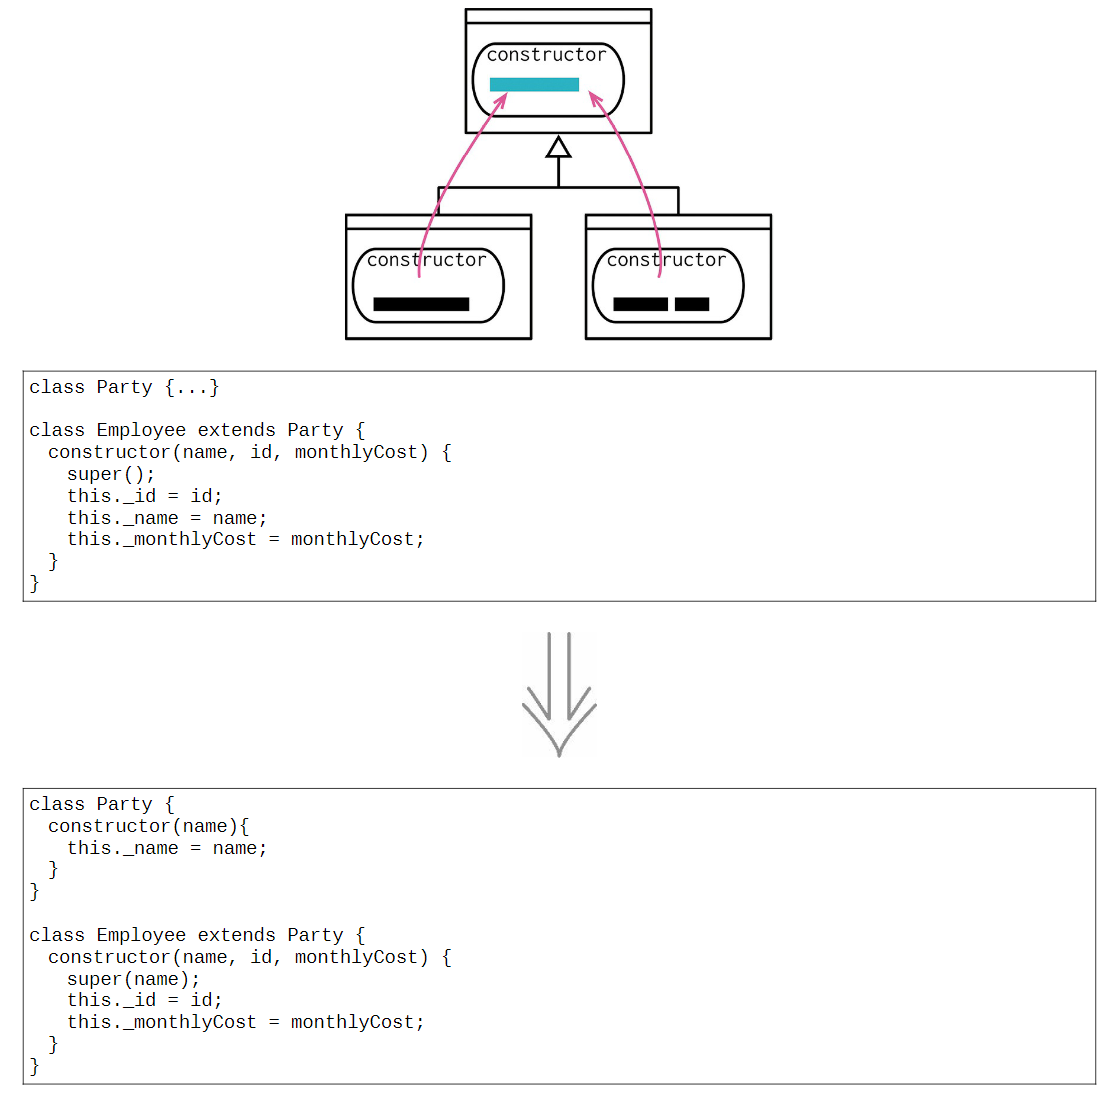 constructor
constructor
constructor
class Party {...}
class Employee extends Party {
constructor(name, id, monthlyCost) {
super();
this._id = id;
this._name = name;
this._monthlyCost = monthlyCost;
}
}
class Party {
constructor(name){
this._name = name;
}
}
class Employee extends Party {
constructor(name, id, monthlyCost) {
super(name);
this._id = id;
this._monthlyCost = monthlyCost;
}
}